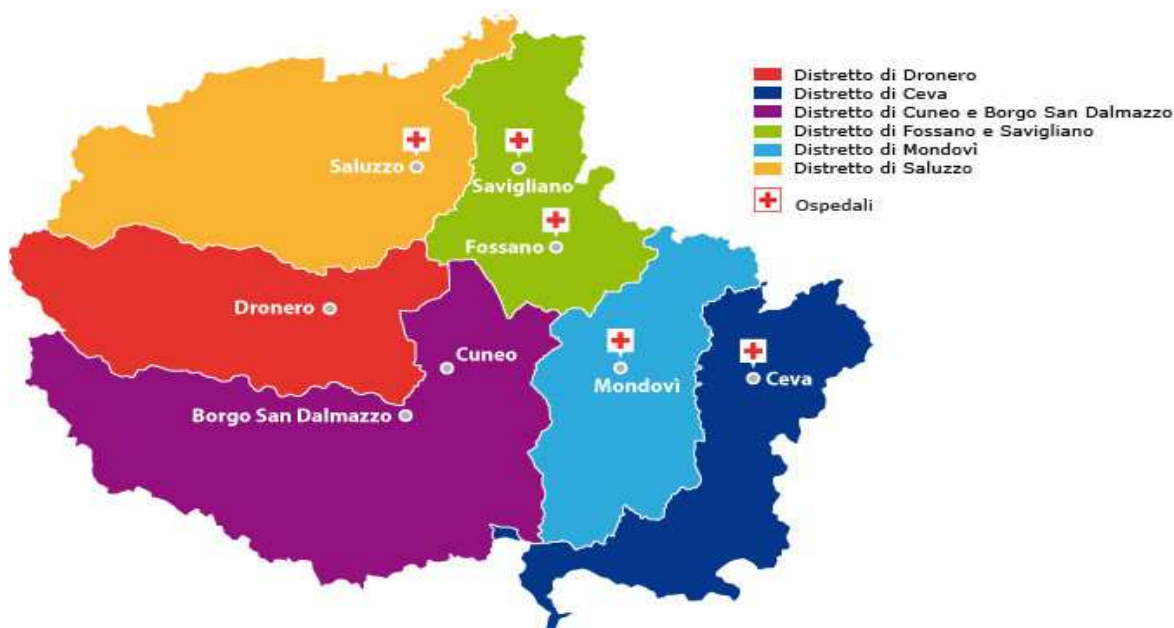 Distretto di Dronero
Distretto di Ceva
Distretto di Cuneo e Borgo San Dalmazzo
Distretto di Fossano e Savigliano
Distretto di Mondovì
Distretto di Saluzzo
Ospedali
Saluzzo
Savigliano
Fossano
Dronero
Cuneo
Mondovì
Ceva
Borgo San Dalmazzo